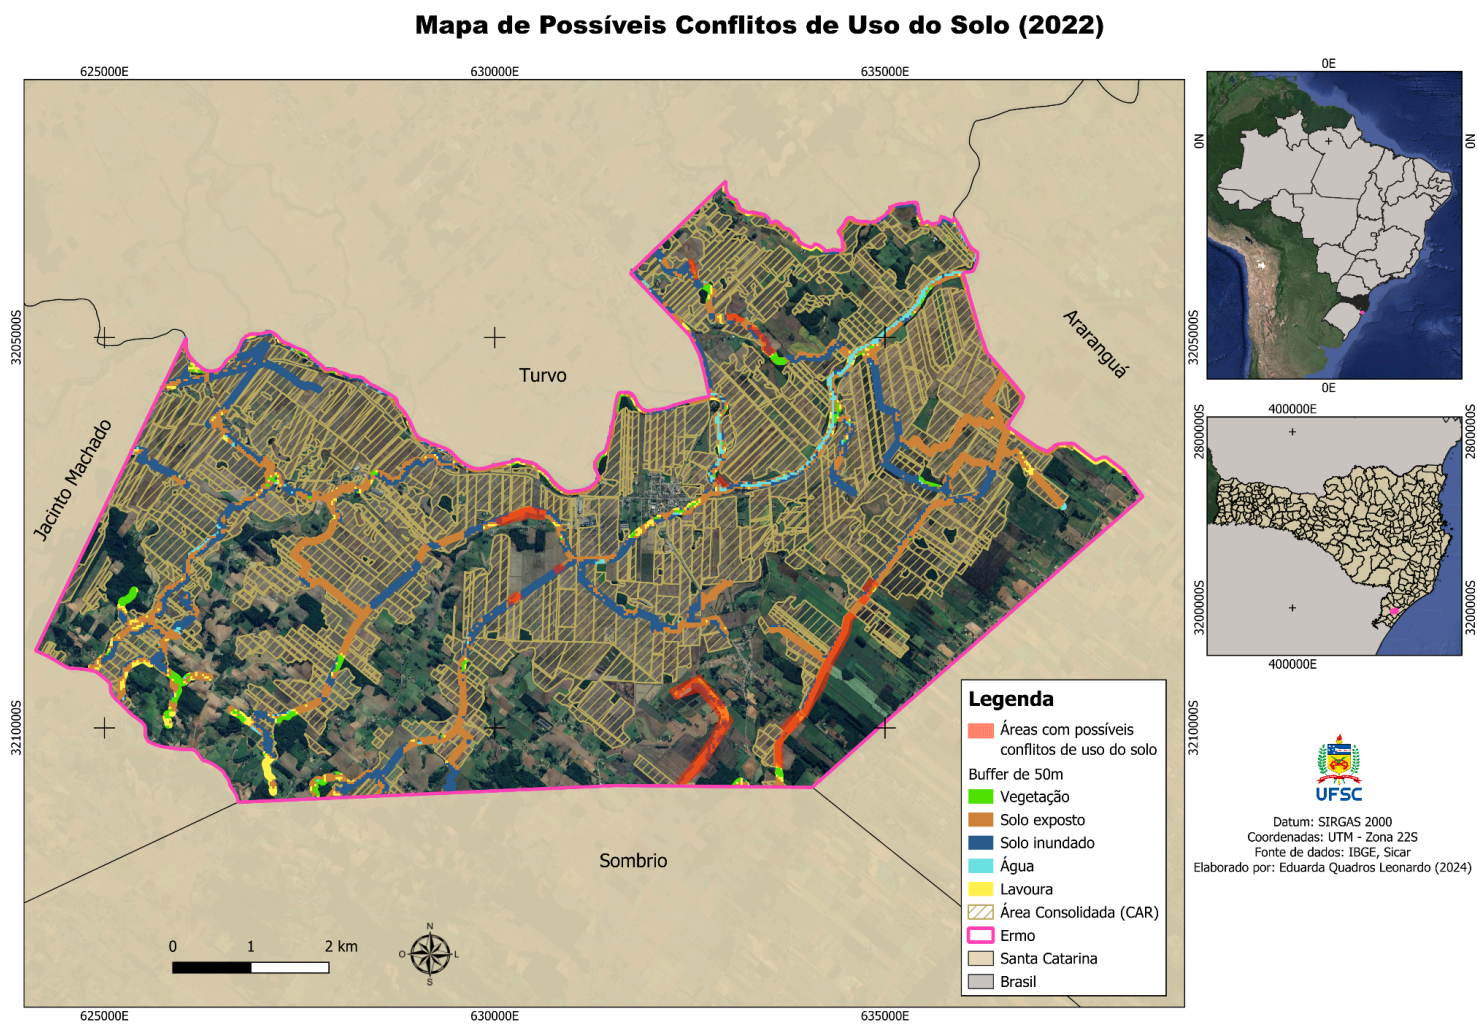 Mapa de Possíveis Conflitos de Uso do Solo (2022)
625000E
630000E
635000E
0E
0N
0N
3205000S
3205000S
Turvo
Araranguá
Jacinto Machado
0E
400000E
2800000S
2800000S
3200000S
3200000S
400000E
3210000S
3210000S
Sombrio
Legenda
Áreas com possíveis
conflitos de uso do solo
Buffer de 50m
Vegetação
Solo exposto
Solo inundado
Água
Lavoura
Área Consolidada (CAR)
Ermo
Santa Catarina
Brasil
0 1 2 km
N
O L
S
625000E
630000E
635000E
UFSC
Datum: SIRGAS 2000
Coordenadas: UTM - Zona 22S
Fonte de dados: IBGE, Sicar
Elaborado por: Eduarda Quadros Leonardo (2024)